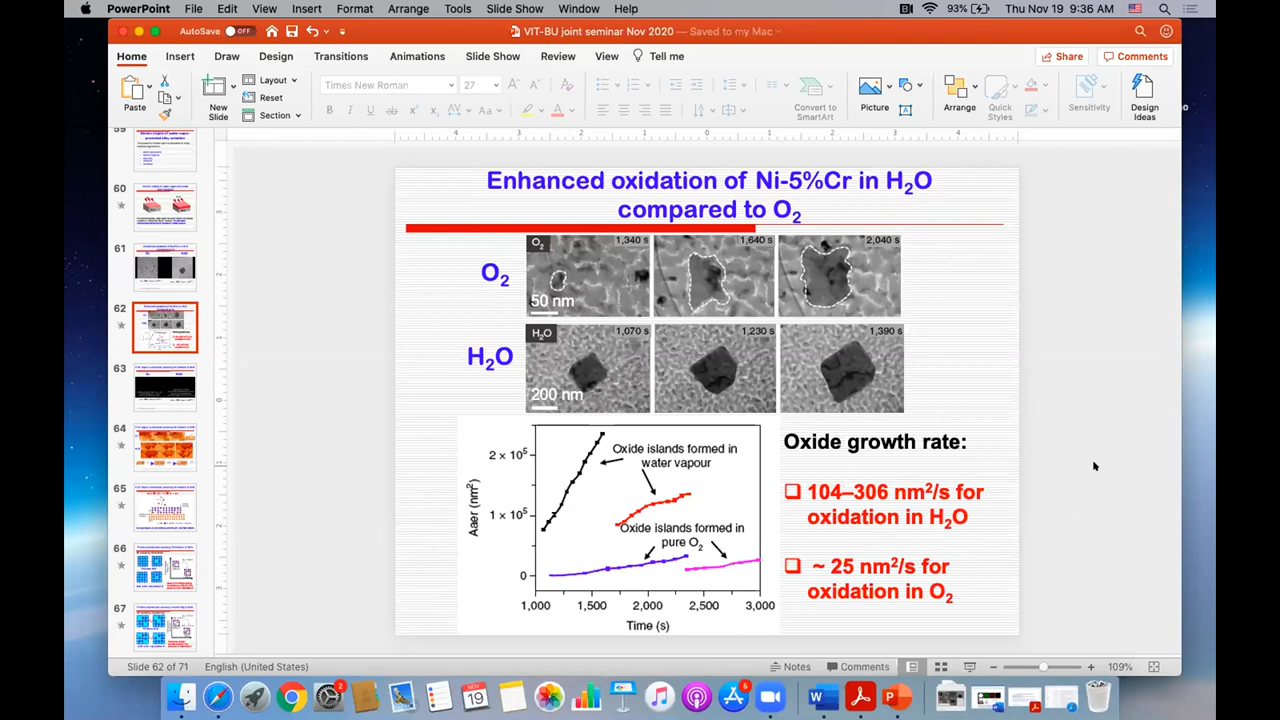 PowerPoint File Edit View Insert Format Arrange Tools Slide Show Window Help 93% Thu Nov 19 9:36 AM
AutoSave OFF VIT-BU joint seminar Nov 2020 — Saved to my Mac
Home Insert Draw Design Transitions Animations Slide Show Review View Tell me Share Comments
Paste New Slide Layout Reset Section Times New Roman 27 Convert to SmartArt Picture Arrange Quick Styles Sensitivity Design Ideas
60
61
62
63
64
65
66
67
Enhanced oxidation of Ni-5%Cr in H₂O
compared to O₂
O₂
O₂ 1,340 s 1,640 s 2,040 s
50 nm
H₂O
H₂O 1,070 s 1,230 s 1,390 s
200 nm
Aaer (nm²)
2 × 10⁵
1 × 10⁵
0
Oxide islands formed in
water vapour
Oxide islands formed in
pure O₂
1,000 1,500 2,000 2,500 3,000
Time (s)
Oxide growth rate:
❑ 104–306 nm²/s for
oxidation in H₂O
❑ ~ 25 nm²/s for
oxidation in O₂
Slide 62 of 71 English (United States) Notes Comments 109%
2
NOV
19
6